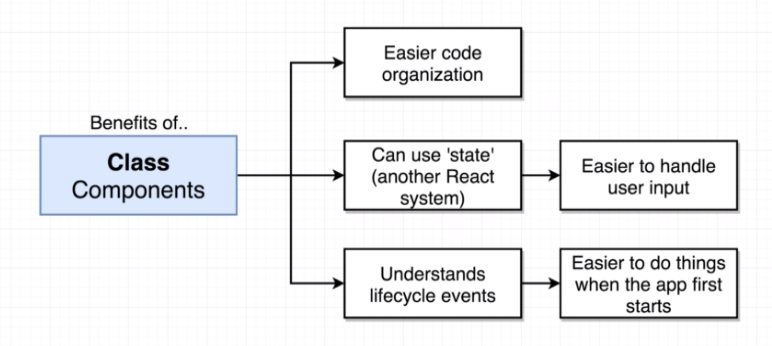 Benefits of..
Class
Components
Easier code
organization
Can use 'state'
(another React
system)
Easier to handle
user input
Understands
lifecycle events
Easier to do things
when the app first
starts